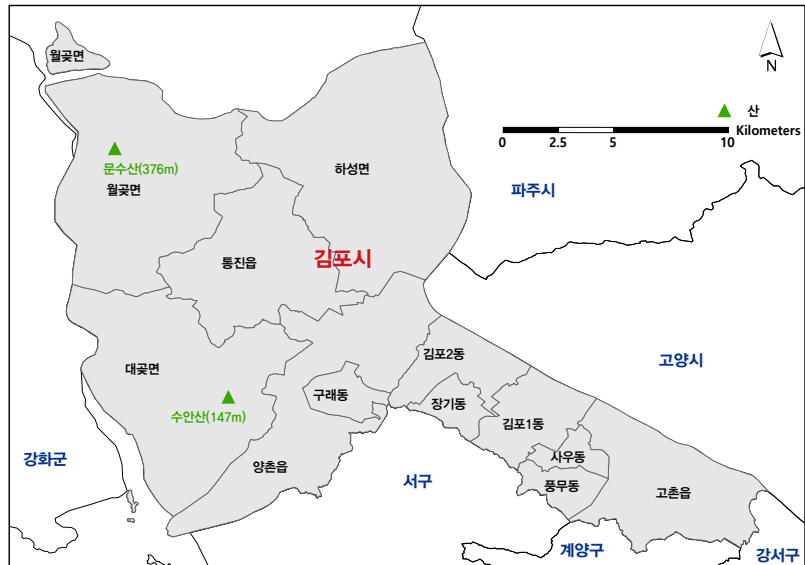 월곶면
N
산
0 2.5 5 10
Kilometers
문수산(376m)
월곶면
하성면
파주시
통진읍
김포시
대곶면
김포2동
고양시
구래동
장기동
수안산(147m)
김포1동
강화군
양촌읍
사우동
서구
풍무동
고촌읍
계양구
강서구